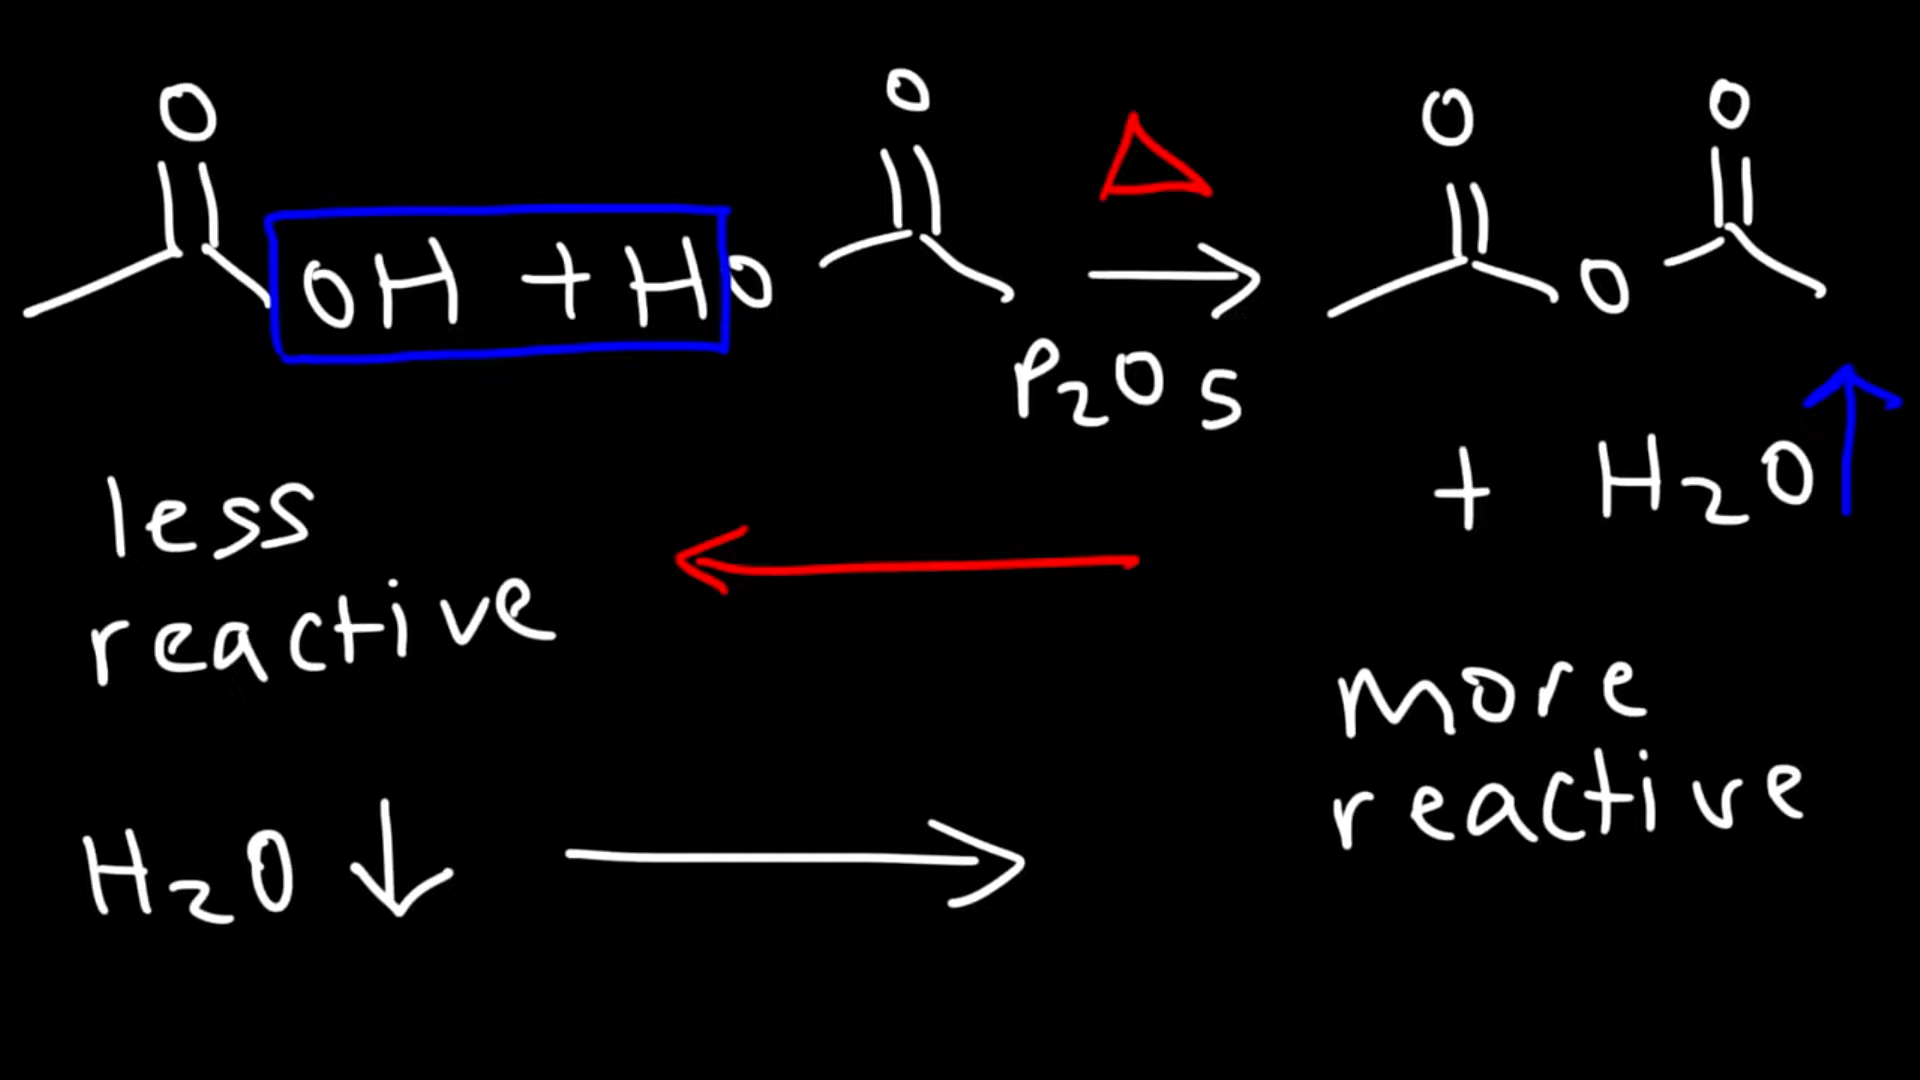 O O O O
OH + HO Δ → O
P2O5
+ H2O ↑
less
reactive
more
reactive
H2O ↓ →